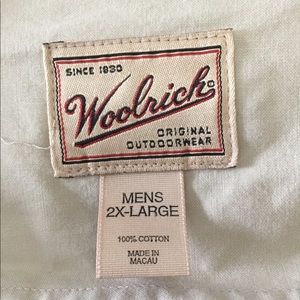 SINCE 1830
Woolrich
ORIGINAL
OUTDOORWEAR
MENS
2X-LARGE
100% COTTON
MADE IN
MACAU